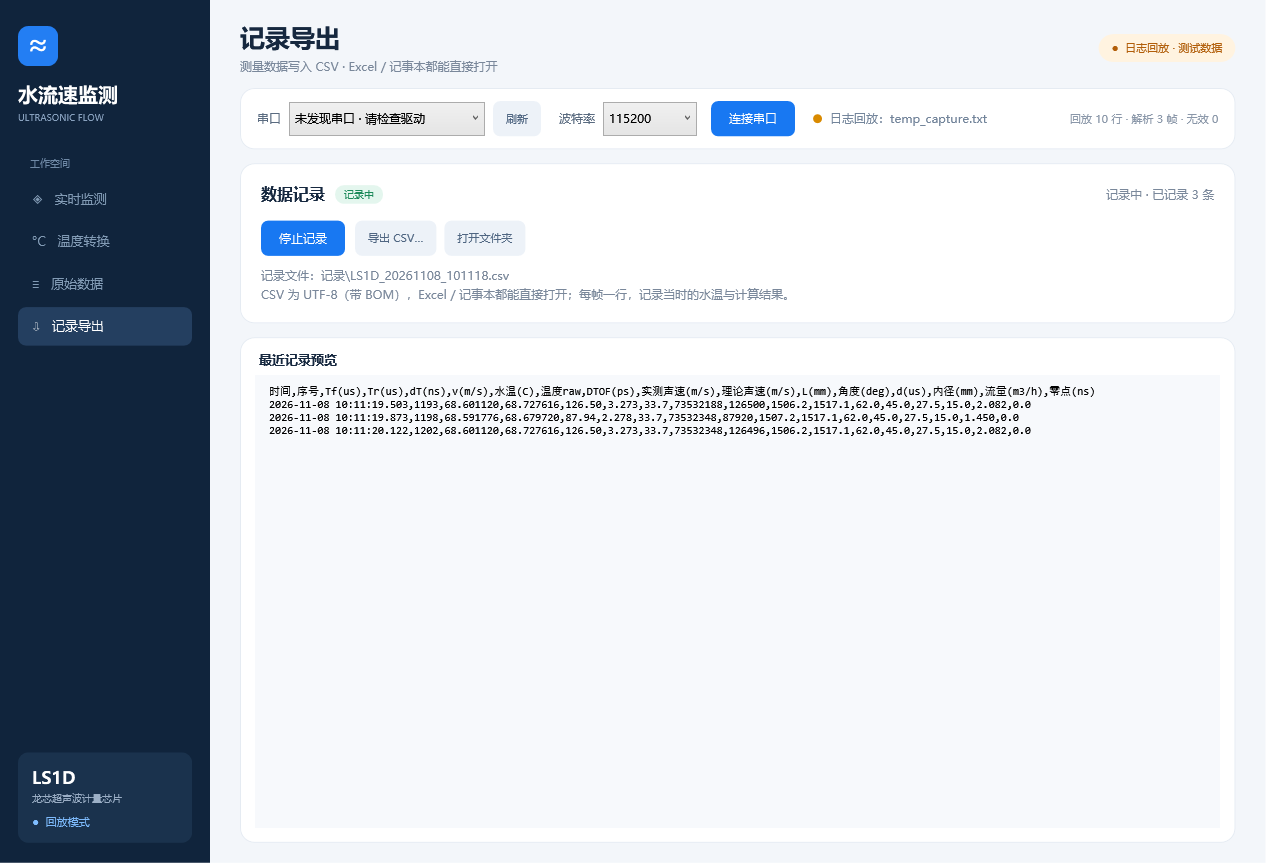 水流速监测
ULTRASONIC FLOW
工作空间
◈ 实时监测
℃ 温度转换
≡ 原始数据
⇩ 记录导出
LS1D
龙芯超声波计量芯片
● 回放模式
记录导出
测量数据写入 CSV · Excel / 记事本都能直接打开
● 日志回放 · 测试数据
串口 未发现串口 · 请检查驱动 刷新 波特率 115200 连接串口 ● 日志回放：temp_capture.txt 回放 10 行 · 解析 3 帧 · 无效 0
数据记录 记录中 记录中 · 已记录 3 条
停止记录 导出 CSV... 打开文件夹
记录文件：记录\LS1D_20261108_101118.csv
CSV 为 UTF-8（带 BOM），Excel / 记事本都能直接打开；每帧一行，记录当时的水温与计算结果。
最近记录预览
时间,序号,Tf(us),Tr(us),dT(ns),v(m/s),水温(C),温度raw,DTOF(ps),实测声速(m/s),理论声速(m/s),L(mm),角度(deg),d(us),内径(mm),流量(m3/h),零点(ns)
2026-11-08 10:11:19.503,1193,68.601120,68.727616,126.50,3.273,33.7,73532188,126500,1506.2,1517.1,62.0,45.0,27.5,15.0,2.082,0.0
2026-11-08 10:11:19.873,1198,68.591776,68.679720,87.94,2.278,33.7,73532348,87920,1507.2,1517.1,62.0,45.0,27.5,15.0,1.450,0.0
2026-11-08 10:11:20.122,1202,68.601120,68.727616,126.50,3.273,33.7,73532348,126496,1506.2,1517.1,62.0,45.0,27.5,15.0,2.082,0.0